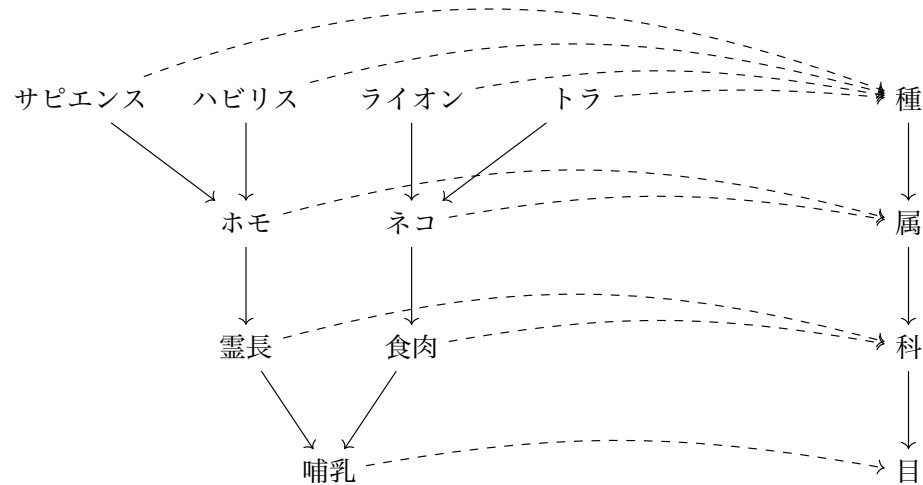 サピエンス ハビリス ライオン トラ 種
ホモ ネコ 属
霊長 食肉 科
哺乳 目